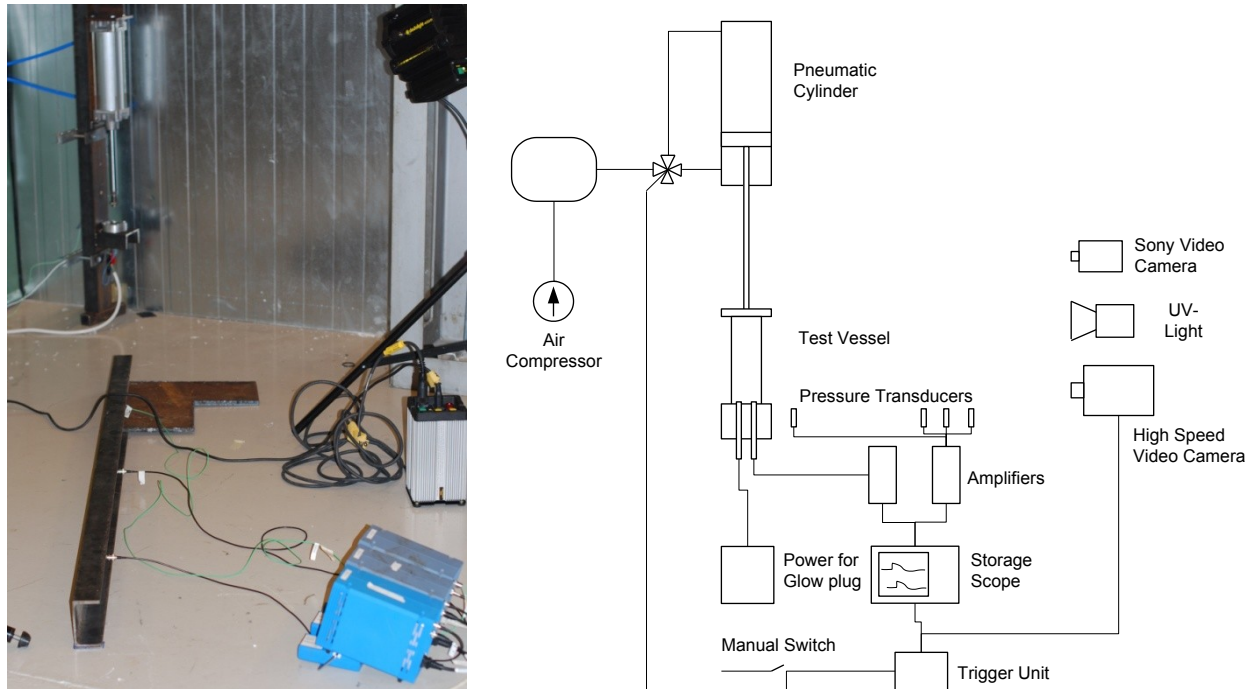 Pneumatic
Cylinder
Air
Compressor
Sony Video
Camera
UV-
Light
Test Vessel
Pressure Transducers
High Speed
Video Camera
Amplifiers
Power for
Glow plug
Storage
Scope
Manual Switch
Trigger Unit